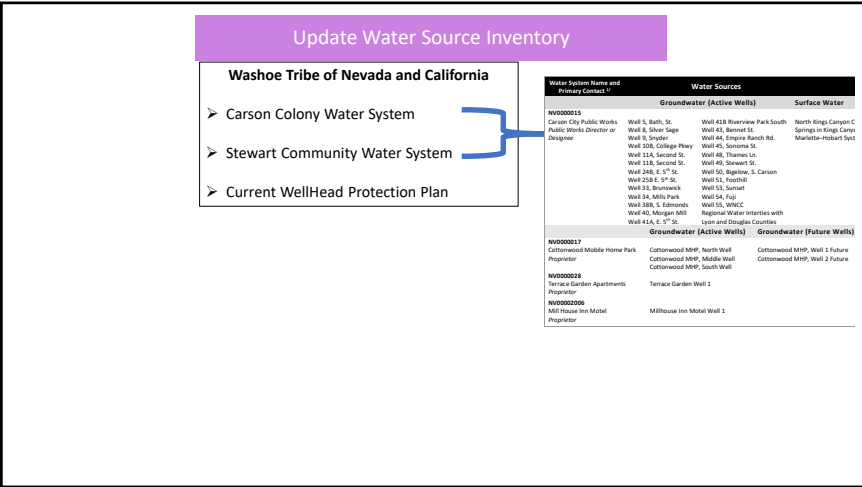 Update Water Source Inventory
Washoe Tribe of Nevada and California
➢ Carson Colony Water System
➢ Stewart Community Water System
➢ Current WellHead Protection Plan
Water System Name and Primary Contact 1/ Water Sources
Groundwater (Active Wells) Surface Water
NV0000015
Carson City Public Works Well 5, Bath, St. Well 41B Riverview Park South North Kings Canyon C
Public Works Director or Well 8, Silver Sage Well 43, Bennet St. Springs in Kings Canyo
Designee Well 9, Snyder Well 44, Empire Ranch Rd. Marlette–Hobart Syst
Well 10B, College Pkwy Well 45, Sonoma St.
Well 11A, Second St. Well 48, Thames Ln.
Well 11B, Second St. Well 49, Stewart St.
Well 24B, E. 5th St. Well 50, Bigelow, S. Carson
Well 25B E. 5th St. Well 51, Foothill
Well 33, Brunswick Well 53, Sunset
Well 34, Mills Park Well 54, Fuji
Well 38B, S. Edmonds Well 55, WNCC
Well 40, Morgan Mill Regional Water Interties with
Well 41A, E. 5th St. Lyon and Douglas Counties
Groundwater (Active Wells) Groundwater (Future Wells)
NV0000017
Cottonwood Mobile Home Park Cottonwood MHP, North Well Cottonwood MHP, Well 1 Future
Proprietor Cottonwood MHP, Middle Well Cottonwood MHP, Well 2 Future
Cottonwood MHP, South Well
NV0000028
Terrace Garden Apartments Terrace Garden Well 1
Proprietor
NV00002006
Mill House Inn Motel Millhouse Inn Motel Well 1
Proprietor